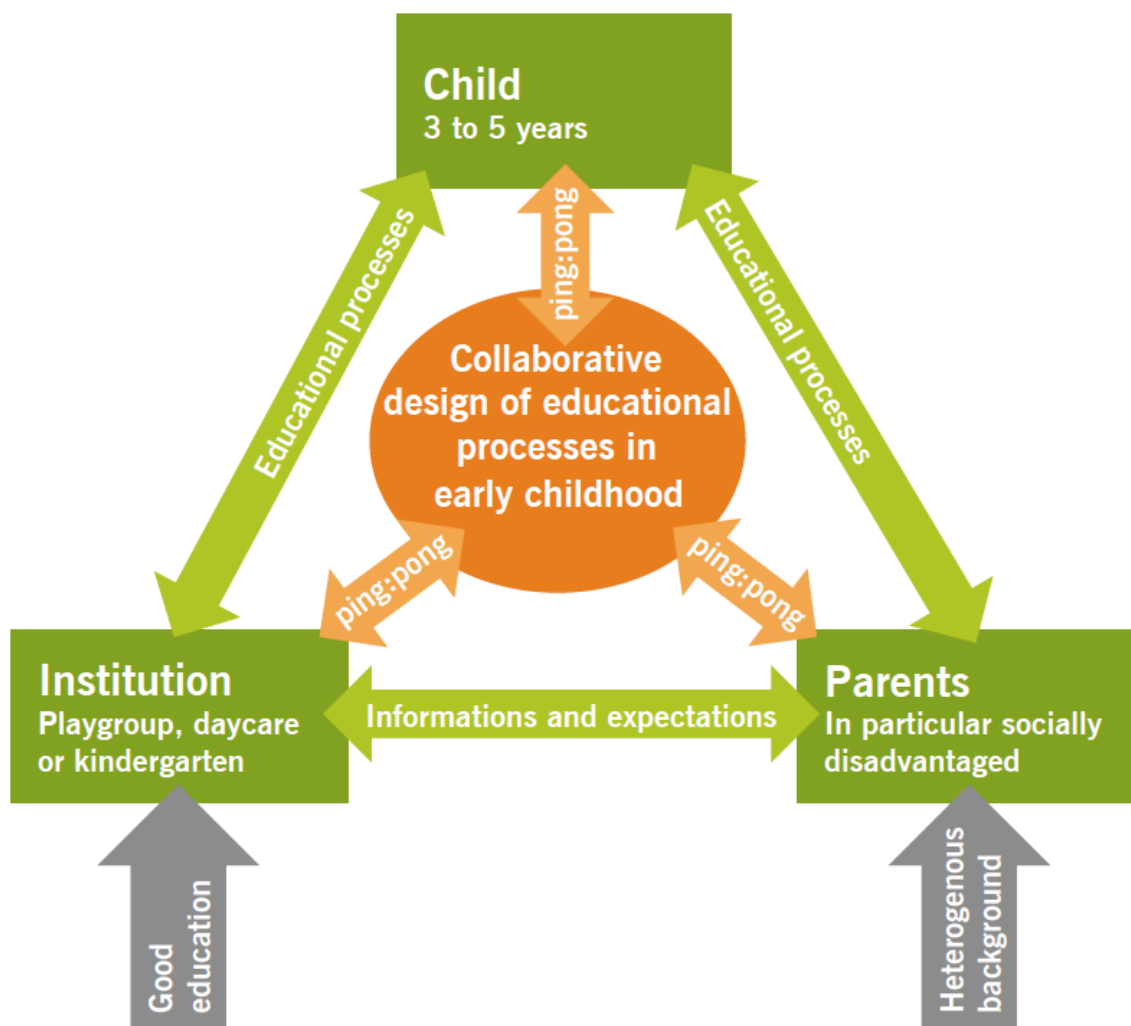 Child
3 to 5 years
Educational processes
ping:pong
Educational processes
Collaborative
design of educational
processes in
early childhood
ping:pong
ping:pong
Institution
Playgroup, daycare
or kindergarten
Informations and expectations
Parents
In particular socially
disadvantaged
Good
education
Heterogenous
background